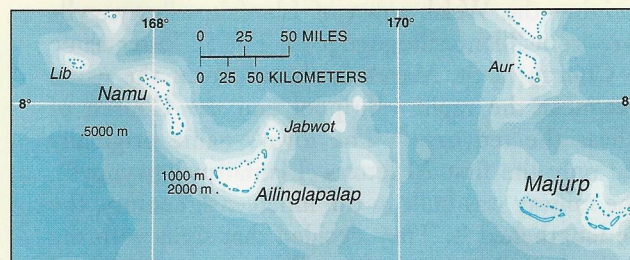 168°
170°
0 25 50 MILES
0 25 50 KILOMETERS
Lib
Namu
Aur
8°
8
.5000 m
Jabwot
1000 m .
2000 m .
Ailinglapalap
Majurp